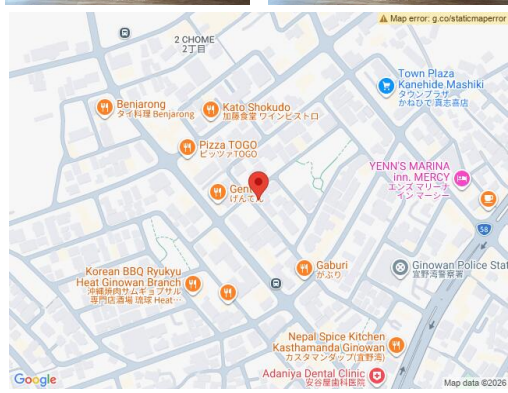 Map error: g.co/staticmaperror
2 CHOME
2丁目
Town Plaza
Kanehide Mashiki
タウンプラザ
かねひで/真志喜店
Benjarong
タイ料理 Benjarong
Kato Shokudo
加藤食堂 ワインビストロ
Pizza TOGO
ピッツァTOGO
YENN'S MARINA
inn. MERCY
エンズ マリーナ
イン マーシー
げんてん
58
Ginowan Police Stat
宜野湾警察署
Gaburi
がぶり
Korean BBQ Ryukyu
Heat Ginowan Branch
沖縄焼肉サムギョプサル
専門店酒場 琉球 Heat…
Nepal Spice Kitchen
Kasthamanda Ginowan
カスタマンダップ(宜野湾)
Adaniya Dental Clinic
安谷屋歯科医院
Google
Map data ©2026